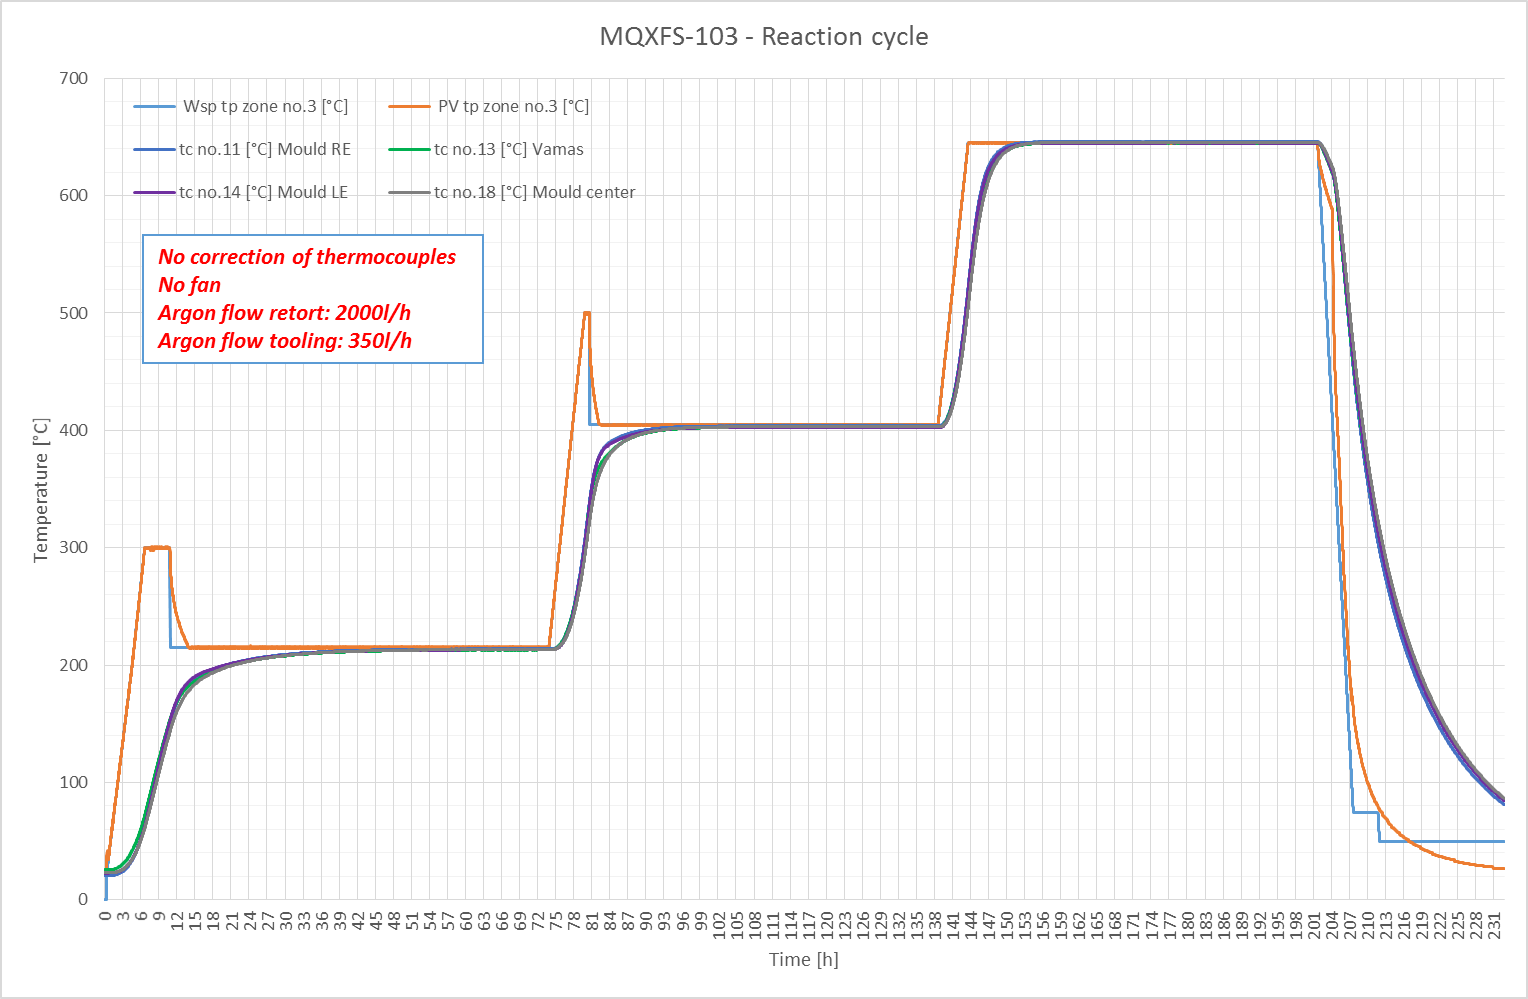 MQXFS-103 - Reaction cycle
700
600
500
400
300
200
100
0
Temperature [°C]
Wsp tp zone no.3 [°C]
PV tp zone no.3 [°C]
tc no.11 [°C] Mould RE
tc no.13 [°C] Vamas
tc no.14 [°C] Mould LE
tc no.18 [°C] Mould center
No correction of thermocouples
No fan
Argon flow retort: 2000l/h
Argon flow tooling: 350l/h
0 3 6 9 12 15 18 21 24 27 30 33 36 39 42 45 48 51 54 57 60 63 66 69 72 75 78 81 84 87 90 93 96 99 102 105 108 111 114 117 120 123 126 129 132 135 138 141 144 147 150 153 156 159 162 165 168 171 174 177 180 183 186 189 192 195 198 201 204 207 210 213 216 219 222 225 228 231
Time [h]